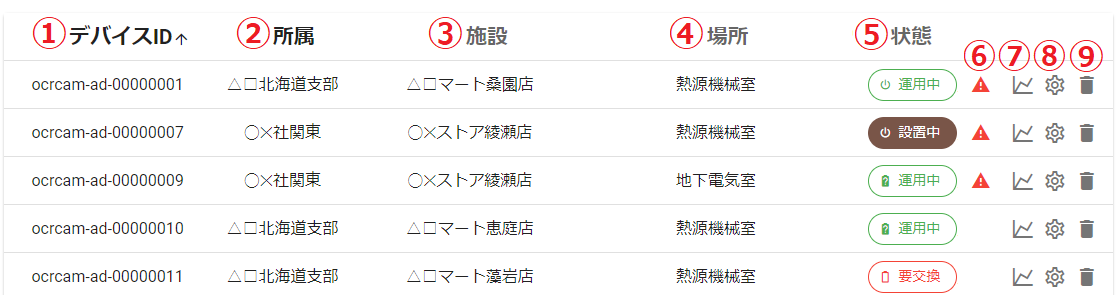 ①デバイスID↑ ②所属 ③施設 ④場所 ⑤状態 ⑥ ⑦ ⑧ ⑨
ocrcam-ad-00000001 △□北海道支部 △□マート桑園店 熱源機械室 運用中
ocrcam-ad-00000007 〇×社関東 〇×ストア綾瀬店 熱源機械室 設置中
ocrcam-ad-00000009 〇×社関東 〇×ストア綾瀬店 地下電気室 運用中
ocrcam-ad-00000010 △□北海道支部 △□マート恵庭店 熱源機械室 運用中
ocrcam-ad-00000011 △□北海道支部 △□マート藻岩店 熱源機械室 要交換